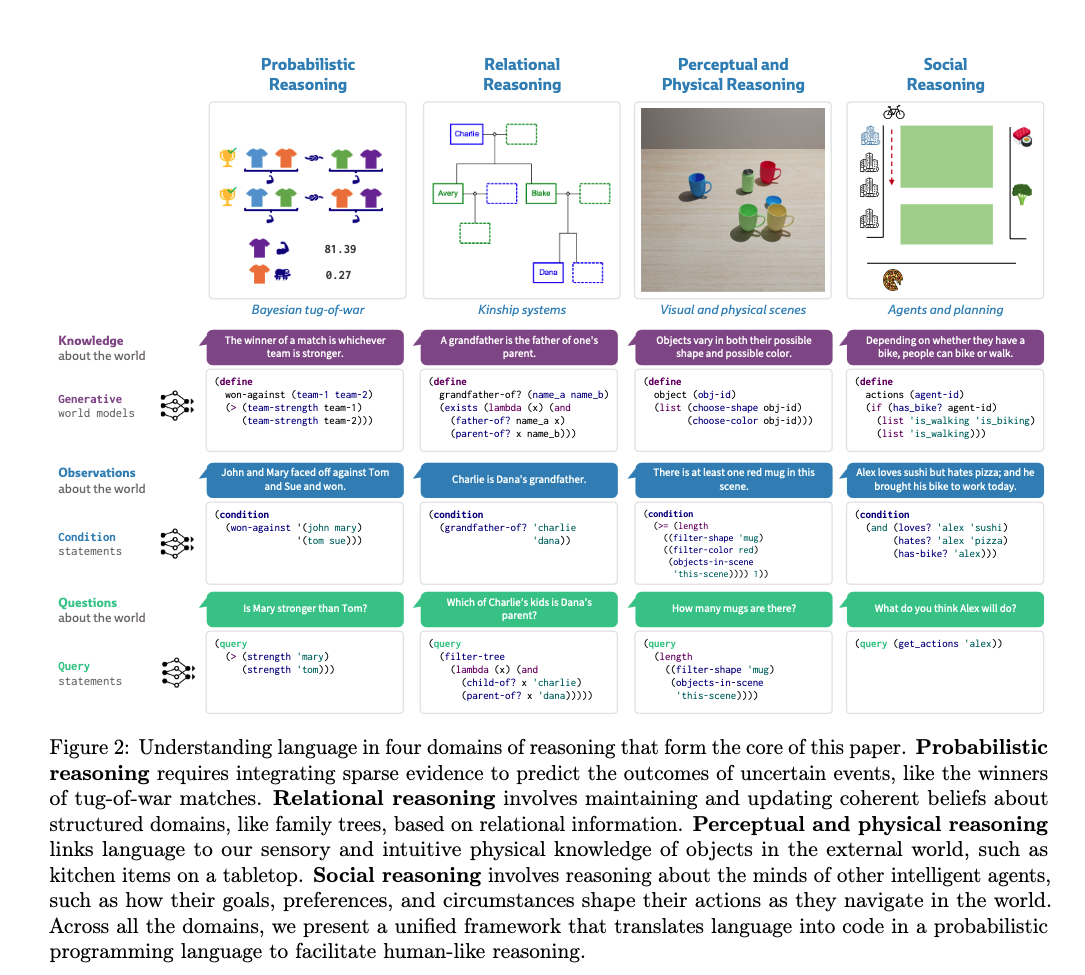 Probabilistic
Reasoning
Relational
Reasoning
Perceptual and
Physical Reasoning
Social
Reasoning
81.39
0.27
Charlie
Avery
Blake
Dana
Bayesian tug-of-war
Kinship systems
Visual and physical scenes
Agents and planning
Knowledge
about the world
The winner of a match is whichever
team is stronger.
A grandfather is the father of one's
parent.
Objects vary in both their possible
shape and possible color.
Depending on whether they have a
bike, people can bike or walk.
Generative
world models
(define
won-against (team-1 team-2)
(> (team-strength team-1)
(team-strength team-2)))
(define
grandfather-of? (name_a name_b)
(exists (lambda (x) (and
(father-of? name_a x)
(parent-of? x name_b)))
(define
object (obj-id)
(list (choose-shape obj-id)
(choose-color obj-id)))
(define
actions (agent-id)
(if (has_bike? agent-id)
(list 'is_walking 'is_biking)
(list 'is_walking)))
Observations
about the world
John and Mary faced off against Tom
and Sue and won.
Charlie is Dana's grandfather.
There is at least one red mug in this
scene.
Alex loves sushi but hates pizza; and he
brought his bike to work today.
Condition
statements
(condition
(won-against '(john mary)
'(tom sue)))
(condition
(grandfather-of? 'charlie
'dana))
(condition
(>= (length
((filter-shape 'mug)
((filter-color red)
(objects-in-scene
'this-scene)))) 1))
(condition
(and (loves? 'alex 'sushi)
(hates? 'alex 'pizza)
(has-bike? 'alex)))
Questions
about the world
Is Mary stronger than Tom?
Which of Charlie's kids is Dana's
parent?
How many mugs are there?
What do you think Alex will do?
Query
statements
(query
(> (strength 'mary)
(strength 'tom)))
(query
(filter-tree
(lambda (x) (and
(child-of? x 'charlie)
(parent-of? x 'dana)))))
(query
(length
((filter-shape 'mug)
(objects-in-scene
'this-scene))))
(query (get_actions 'alex))
Figure 2: Understanding language in four domains of reasoning that form the core of this paper. Probabilistic
reasoning requires integrating sparse evidence to predict the outcomes of uncertain events, like the winners
of tug-of-war matches. Relational reasoning involves maintaining and updating coherent beliefs about
structured domains, like family trees, based on relational information. Perceptual and physical reasoning
links language to our sensory and intuitive physical knowledge of objects in the external world, such as
kitchen items on a tabletop. Social reasoning involves reasoning about the minds of other intelligent agents,
such as how their goals, preferences, and circumstances shape their actions as they navigate in the world.
Across all the domains, we present a unified framework that translates language into code in a probabilistic
programming language to facilitate human-like reasoning.